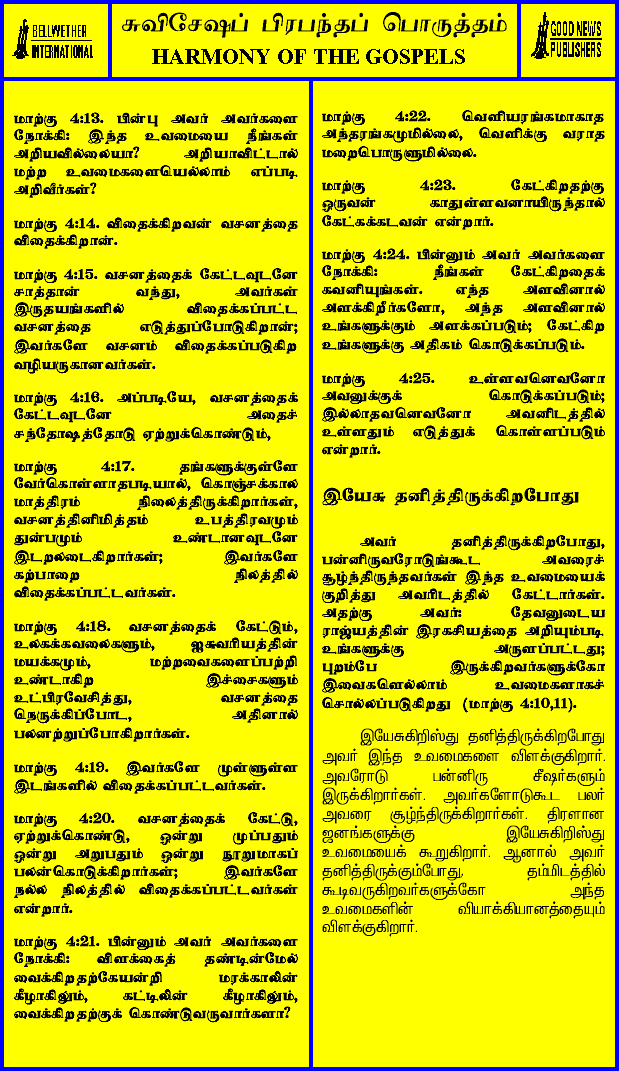 BELLWETHER
INTERNATIONAL
சுவிசேஷப் பிரபந்தப் பொருத்தம்
HARMONY OF THE GOSPELS
GOOD NEWS
PUBLISHERS
மாற்கு 4:13. பின்பு அவர் அவர்களை
நோக்கி: இந்த உவமையை நீங்கள்
அறியவில்லையா? அறியாவிட்டால்
மற்ற உவமைகளையெல்லாம் எப்படி
அறிவீர்கள்?
மாற்கு 4:14. விதைக்கிறவன் வசனத்தை
விதைக்கிறான்.
மாற்கு 4:15. வசனத்தைக் கேட்டவுடனே
சாத்தான் வந்து, அவர்கள்
இருதயங்களில் விதைக்கப்பட்ட
வசனத்தை எடுத்துப்போடுகிறான்;
இவர்களே வசனம் விதைக்கப்படுகிற
வழியருகானவர்கள்.
மாற்கு 4:16. அப்படியே, வசனத்தைக்
கேட்டவுடனே அதைச்
சந்தோஷத்தோடு ஏற்றுக்கொண்டும்,
மாற்கு 4:17. தங்களுக்குள்ளே
வேர்கொள்ளாதபடியால், கொஞ்சக்கால
மாத்திரம் நிலைத்திருக்கிறார்கள்,
வசனத்தினிமித்தம் உபத்திரவமும்
துன்பமும் உண்டானவுடனே
இடறலடைகிறார்கள்; இவர்களே
கற்பாறை நிலத்தில்
விதைக்கப்பட்டவர்கள்.
மாற்கு 4:18. வசனத்தைக் கேட்டும்,
உலகக்கவலைகளும், ஐசுவரியத்தின்
மயக்கமும், மற்றவைகளைப்பற்றி
உண்டாகிற இச்சைகளும்
உட்பிரவேசித்து, வசனத்தை
நெருக்கிப்போட, அதினால்
பலனற்றுப்போகிறார்கள்.
மாற்கு 4:19. இவர்களே முள்ளுள்ள
இடங்களில் விதைக்கப்பட்டவர்கள்.
மாற்கு 4:20. வசனத்தைக் கேட்டு,
ஏற்றுக்கொண்டு, ஒன்று முப்பதும்
ஒன்று அறுபதும் ஒன்று நூறுமாகப்
பலன்கொடுக்கிறார்கள்; இவர்களே
நல்ல நிலத்தில் விதைக்கப்பட்டவர்கள்
என்றார்.
மாற்கு 4:21. பின்னும் அவர் அவர்களை
நோக்கி: விளக்கைத் தண்டின்மேல்
வைக்கிறதற்கேயன்றி மரக்காலின்
கீழாகிலும், கட்டிலின் கீழாகிலும்,
வைக்கிறதற்குக் கொண்டுவருவார்களா?
மாற்கு 4:22. வெளியரங்கமாகாத
அந்தரங்கமுமில்லை, வெளிக்கு வராத
மறைபொருளுமில்லை.
மாற்கு 4:23. கேட்கிறதற்கு
ஒருவன் காதுள்ளவனாயிருந்தால்
கேட்கக்கடவன் என்றார்.
மாற்கு 4:24. பின்னும் அவர் அவர்களை
நோக்கி: நீங்கள் கேட்கிறதைக்
கவனியுங்கள். எந்த அளவினால்
அளக்கிறீர்களோ, அந்த அளவினால்
உங்களுக்கும் அளக்கப்படும்; கேட்கிற
உங்களுக்கு அதிகம் கொடுக்கப்படும்.
மாற்கு 4:25. உள்ளவனெவனோ
அவனுக்குக் கொடுக்கப்படும்;
இல்லாதவனெவனோ அவனிடத்தில்
உள்ளதும் எடுத்துக் கொள்ளப்படும்
என்றார்.
இயேசு தனித்திருக்கிறபோது
அவர் தனித்திருக்கிறபோது,
பன்னிருவரோடுங்கூட அவரைச்
சூழ்ந்திருந்தவர்கள் இந்த உவமையைக்
குறித்து அவரிடத்தில் கேட்டார்கள்.
அதற்கு அவர்: தேவனுடைய
ராஜ்யத்தின் இரகசியத்தை அறியும்படி
உங்களுக்கு அருளப்பட்டது;
புறம்பே இருக்கிறவர்களுக்கோ
இவைகளெல்லாம் உவமைகளாகச்
சொல்லப்படுகிறது (மாற்கு 4:10,11).
இயேசுகிறிஸ்து தனித்திருக்கிறபோது
அவர் இந்த உவமைகளை விளக்குகிறார்.
அவரோடு பன்னிரு சீஷர்களும்
இருக்கிறார்கள். அவர்களோடுகூட பலர்
அவரை சூழ்ந்திருக்கிறார்கள். திரளான
ஜனங்களுக்கு இயேசுகிறிஸ்து
உவமையைக் கூறுகிறார். ஆனால் அவர்
தனித்திருக்கும்போது, தம்மிடத்தில்
கூடிவருகிறவர்களுக்கோ அந்த
உவமைகளின் வியாக்கியானத்தையும்
விளக்குகிறார்.